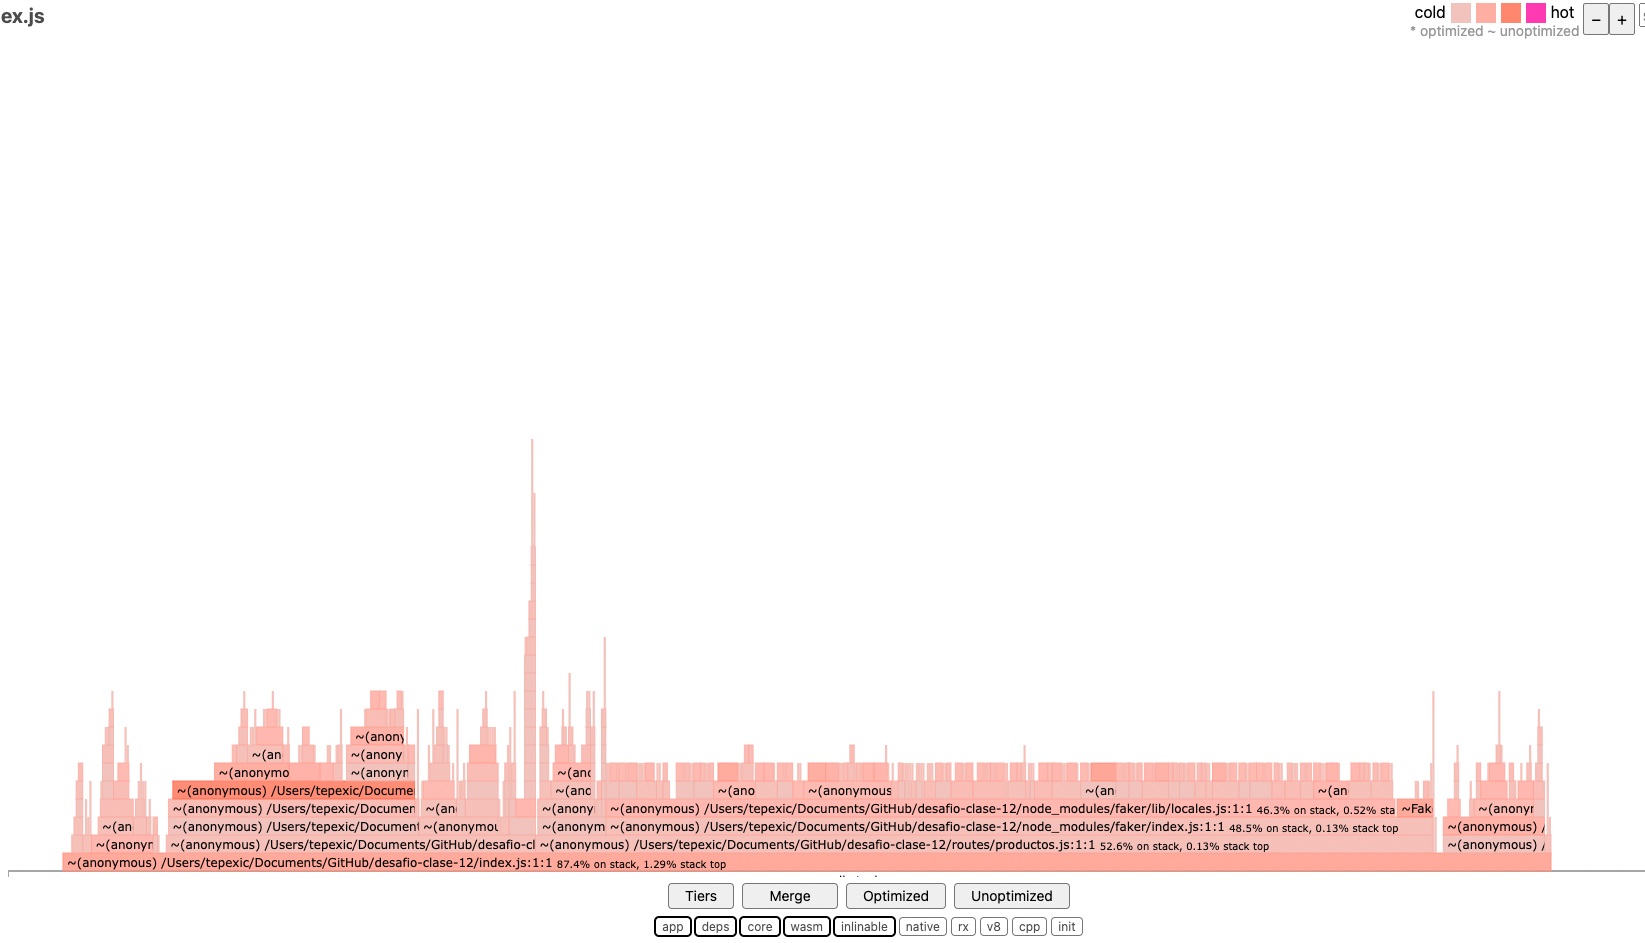 ex.js
cold hot − +
* optimized ~ unoptimized
~(anony
~(an ~(anony
~(anonymo ~(anonyn ~(anc
~(anonymous) /Users/tepexic/Docume ~(anc ~(ano ~(anonymous ~(an ~(an
~(anonymous) /Users/tepexic/Documen ~(an ~(anony ~(anonymous) /Users/tepexic/Documents/GitHub/desafio-clase-12/node_modules/faker/lib/locales.js:1:1 46.3% on stack, 0.52% sta ~Fak ~(anonyr
~(an ~(anonymous) /Users/tepexic/Document ~(anonymou ~(anonym ~(anonymous) /Users/tepexic/Documents/GitHub/desafio-clase-12/node_modules/faker/index.js:1:1 48.5% on stack, 0.13% stack top ~(anonymous) /
~(anonyr ~(anonymous) /Users/tepexic/Documents/GitHub/desafio-cl ~(anonymous) /Users/tepexic/Documents/GitHub/desafio-clase-12/routes/productos.js:1:1 52.6% on stack, 0.13% stack top ~(anonymous) /
~(anonymous) /Users/tepexic/Documents/GitHub/desafio-clase-12/index.js:1:1 87.4% on stack, 1.29% stack top
Tiers Merge Optimized Unoptimized
app deps core wasm inlinable native rx v8 cpp init